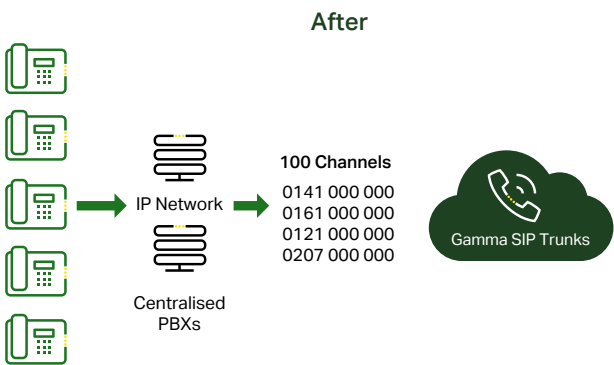 After
IP Network
Centralised
PBXs
100 Channels
0141 000 000
0161 000 000
0121 000 000
0207 000 000
Gamma SIP Trunks